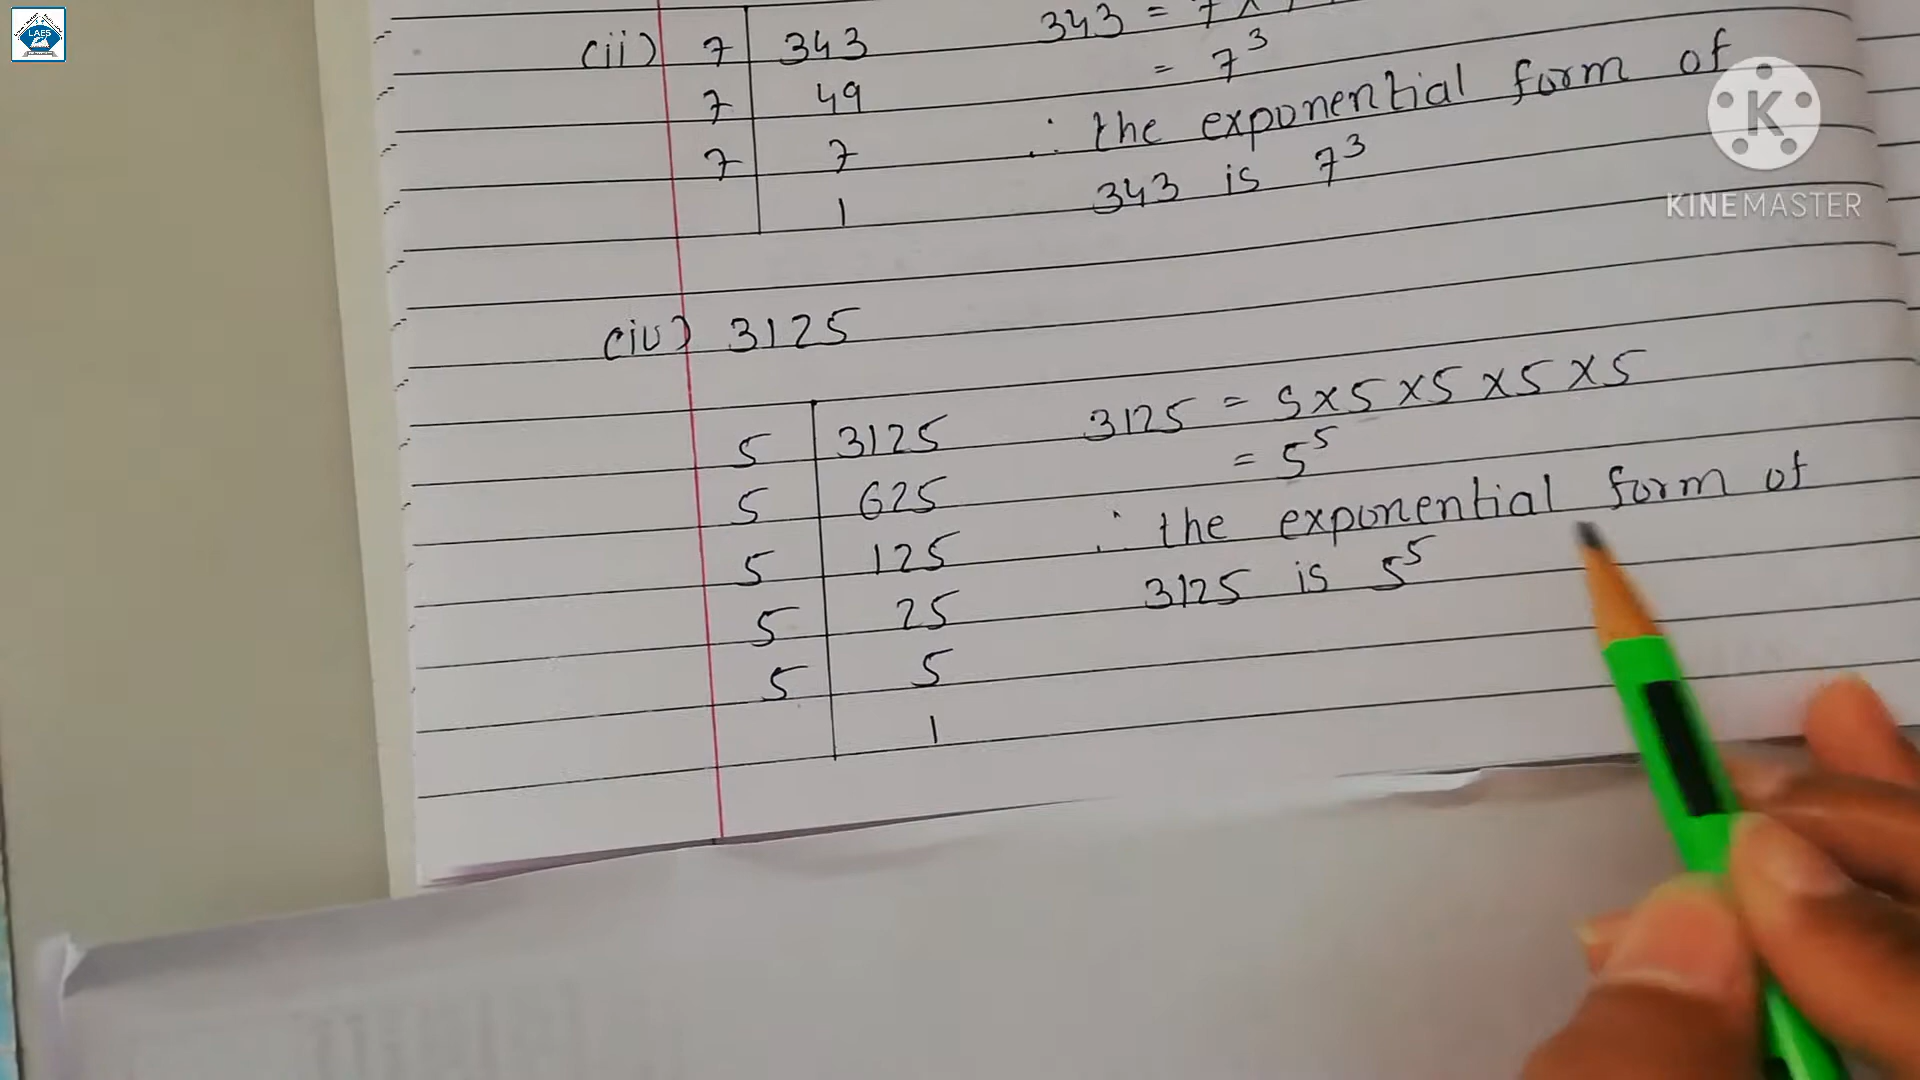 LAES
(ii) 7 343 343 = 7 ×
7 49 = 7³
7 7 ∴ the exponential form of
1 343 is 7³
KINEMASTER
(iv) 3125
5 3125 3125 = 5×5×5×5×5
5 625 = 5⁵
5 125 ∴ the exponential form of
5 25 3125 is 5⁵
5 5
1